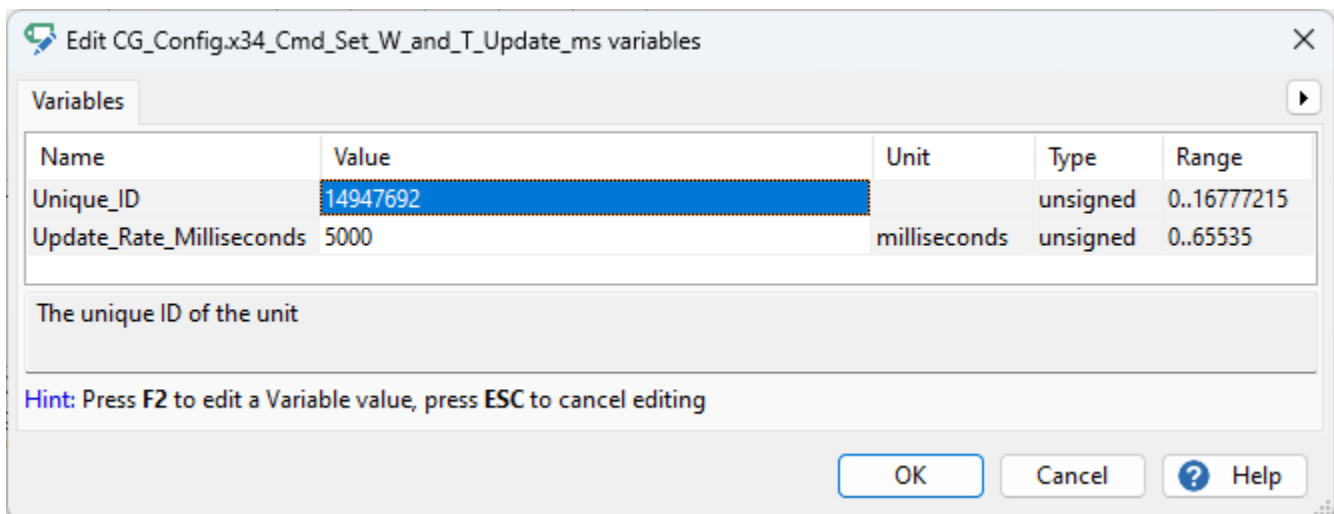 Edit CG_Config.x34_Cmd_Set_W_and_T_Update_ms variables
Variables
Name Value Unit Type Range
Unique_ID 14947692 unsigned 0..16777215
Update_Rate_Milliseconds 5000 milliseconds unsigned 0..65535
The unique ID of the unit
Hint: Press F2 to edit a Variable value, press ESC to cancel editing
OK Cancel Help